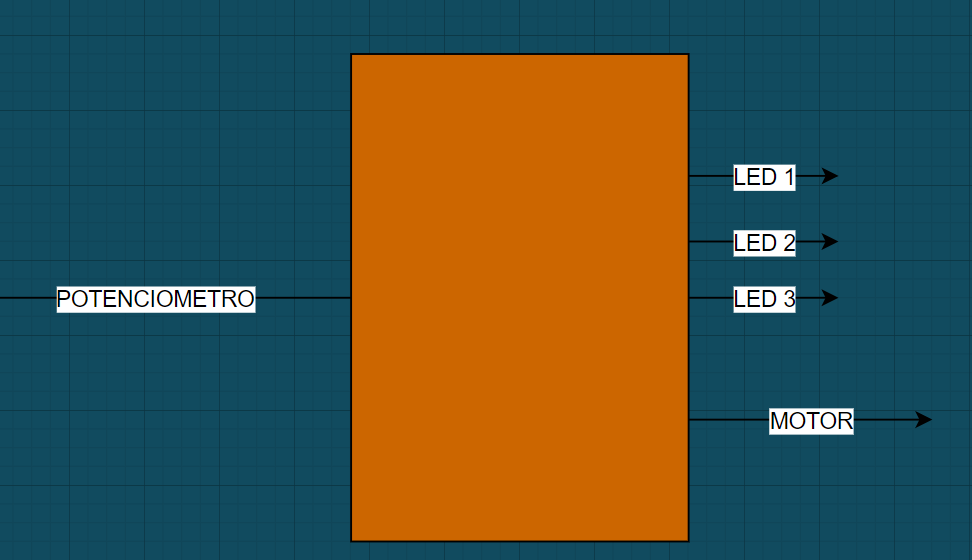 LED 1
LED 2
POTENCIOMETRO
LED 3
MOTOR